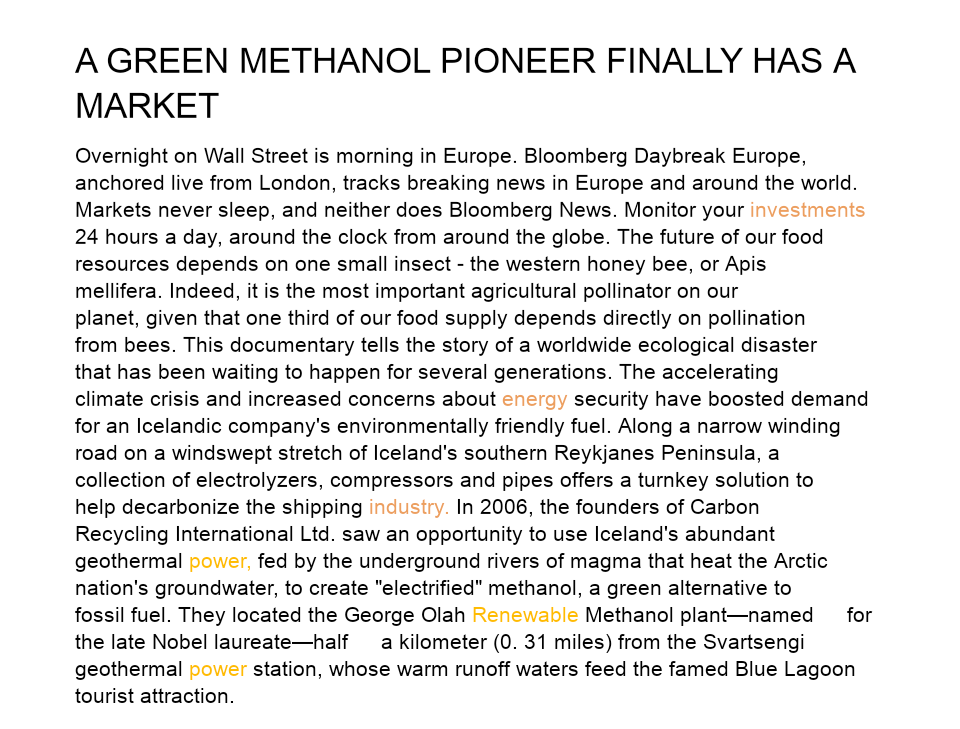 A GREEN METHANOL PIONEER FINALLY HAS A
MARKET
Overnight on Wall Street is morning in Europe. Bloomberg Daybreak Europe,
anchored live from London, tracks breaking news in Europe and around the world.
Markets never sleep, and neither does Bloomberg News. Monitor your investments
24 hours a day, around the clock from around the globe. The future of our food
resources depends on one small insect - the western honey bee, or Apis
mellifera. Indeed, it is the most important agricultural pollinator on our
planet, given that one third of our food supply depends directly on pollination
from bees. This documentary tells the story of a worldwide ecological disaster
that has been waiting to happen for several generations. The accelerating
climate crisis and increased concerns about energy security have boosted demand
for an Icelandic company's environmentally friendly fuel. Along a narrow winding
road on a windswept stretch of Iceland's southern Reykjanes Peninsula, a
collection of electrolyzers, compressors and pipes offers a turnkey solution to
help decarbonize the shipping industry. In 2006, the founders of Carbon
Recycling International Ltd. saw an opportunity to use Iceland's abundant
geothermal power, fed by the underground rivers of magma that heat the Arctic
nation's groundwater, to create "electrified" methanol, a green alternative to
fossil fuel. They located the George Olah Renewable Methanol plant—named for
the late Nobel laureate—half a kilometer (0. 31 miles) from the Svartsengi
geothermal power station, whose warm runoff waters feed the famed Blue Lagoon
tourist attraction.